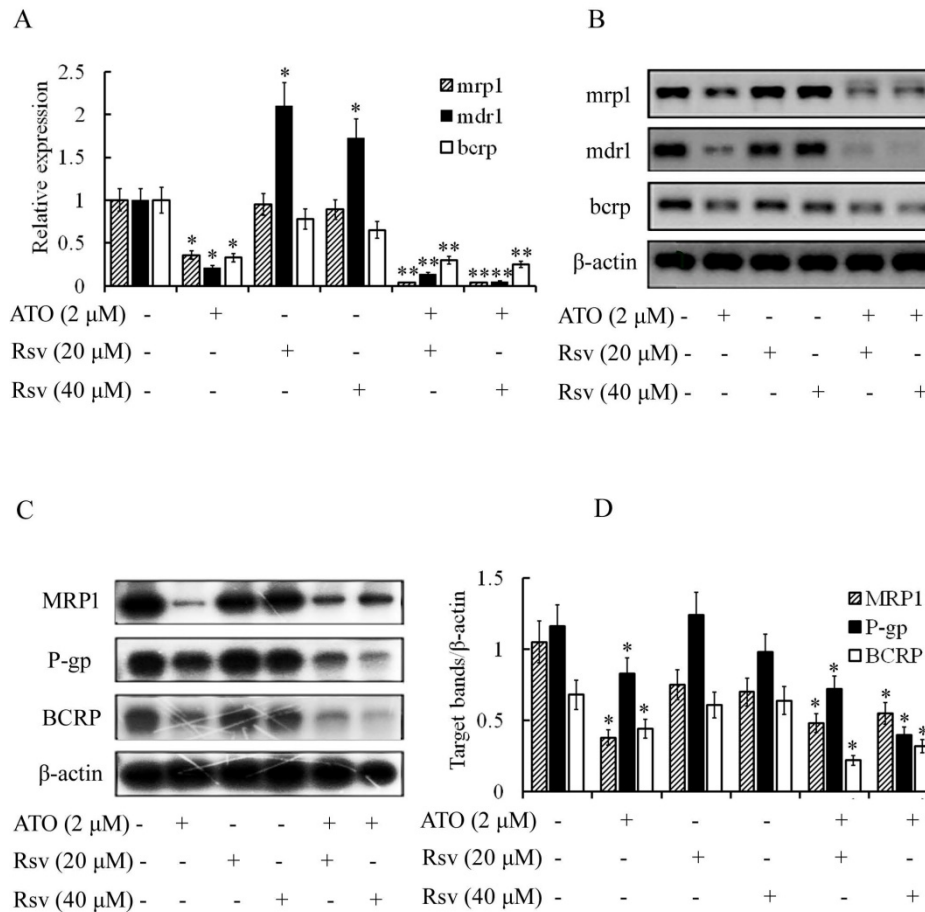 A
2.5
2
1.5
1
0.5
0
Relative expression
mrp1
mdr1
bcrp
* * * * * ** ** ** ** ** **
ATO (2 μM) - + - - + +
Rsv (20 μM) - - + - + -
Rsv (40 μM) - - - + - +
B
mrp1
mdr1
bcrp
β-actin
ATO (2 μM) - + - - + +
Rsv (20 μM) - - + - + -
Rsv (40 μM) - - - + - +
C
MRP1
P-gp
BCRP
β-actin
ATO (2 μM) - + - - + +
Rsv (20 μM) - - + - + -
Rsv (40 μM) - - - + - +
D
1.5
1
0.5
0
Target bands/β-actin
MRP1
P-gp
BCRP
* * * * * * * * *
ATO (2 μM) - + - - + +
Rsv (20 μM) - - + - + -
Rsv (40 μM) - - - + - +